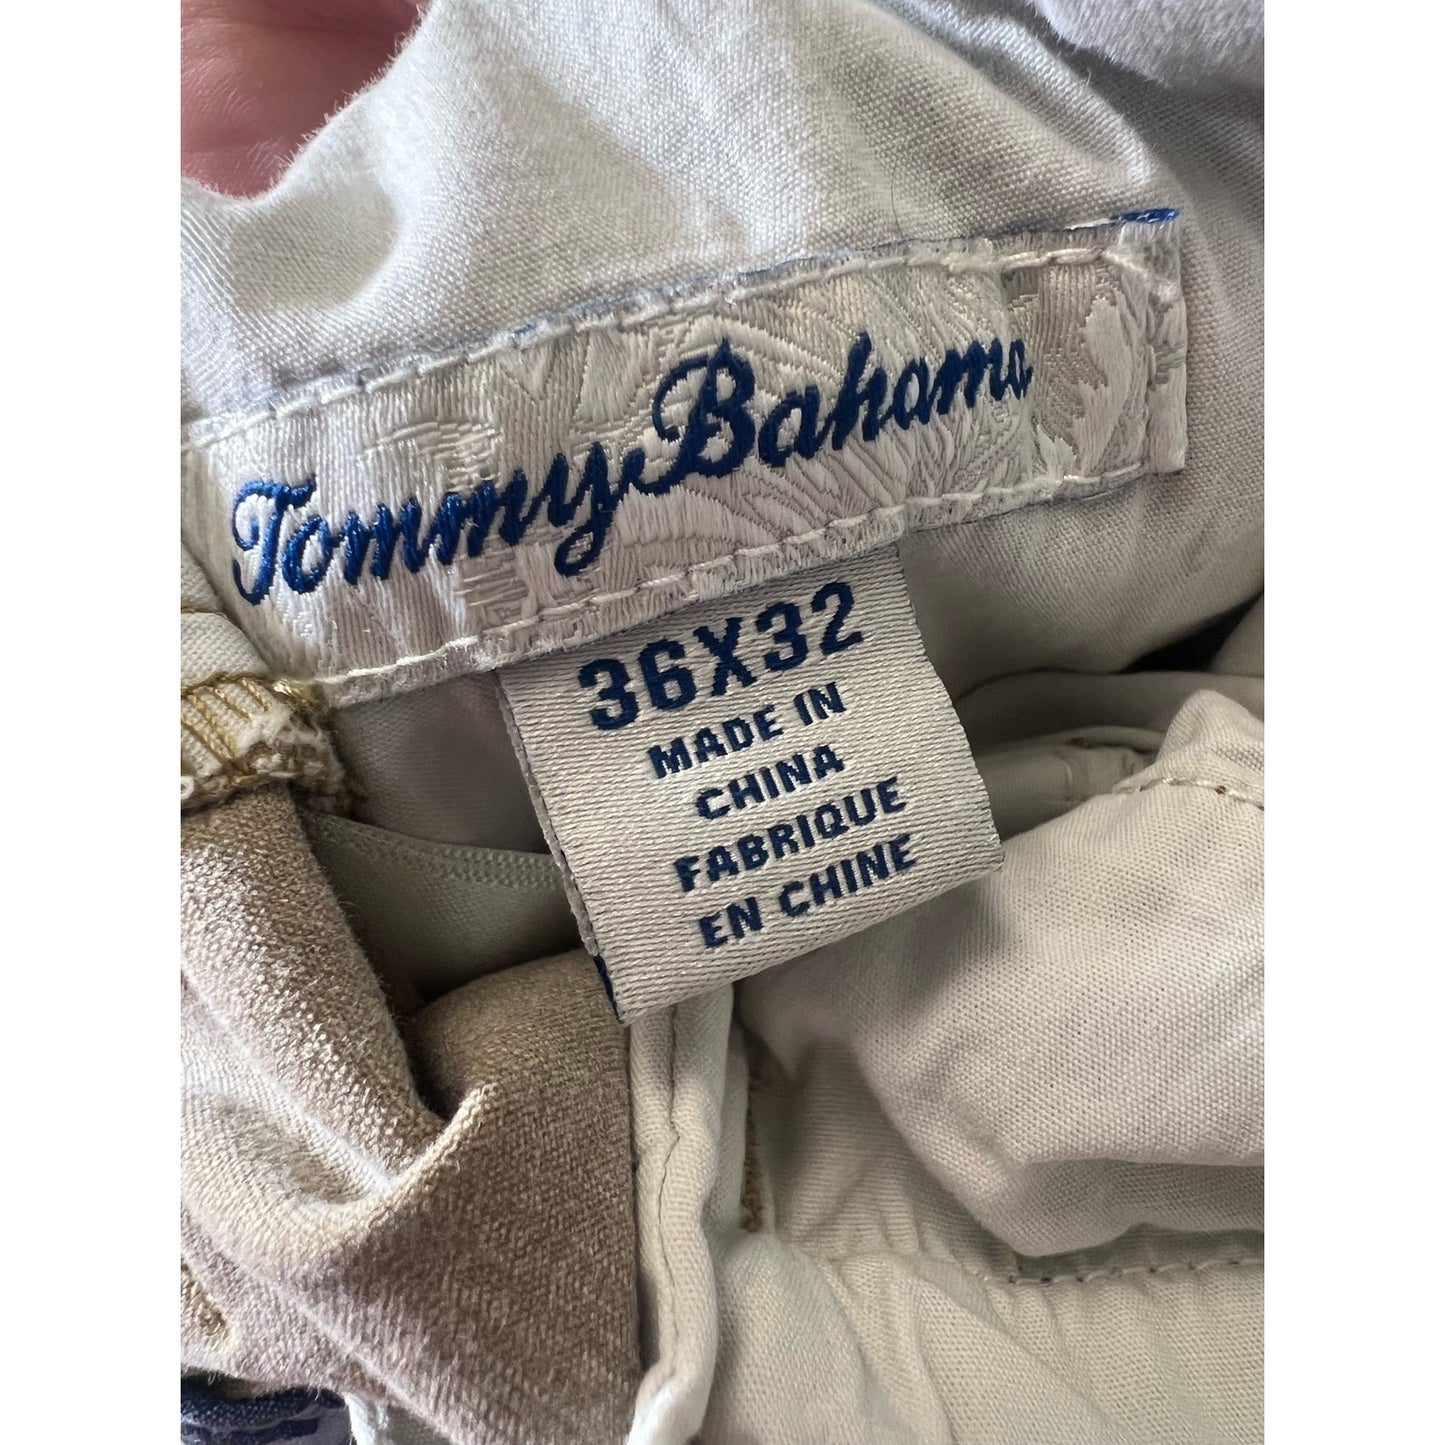 Tommy Bahama
36X32
MADE IN
CHINA
FABRIQUE
EN CHINE